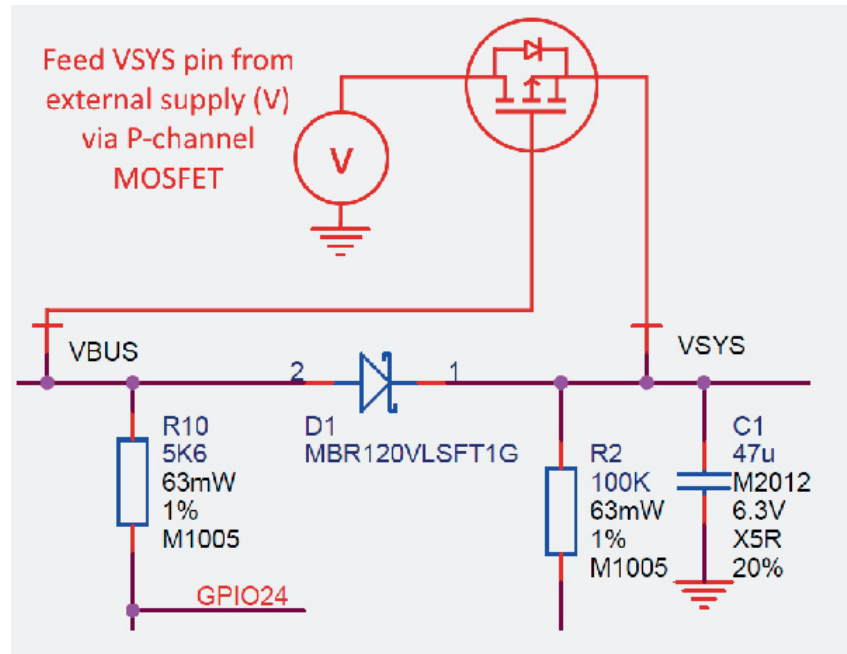 Feed VSYS pin from
external supply (V)
via P-channel
MOSFET
V
VBUS
VSYS
2
1
R10
5K6
63mW
1%
M1005
D1
MBR120VLSFT1G
R2
100K
63mW
1%
M1005
C1
47u
M2012
6.3V
X5R
20%
GPIO24